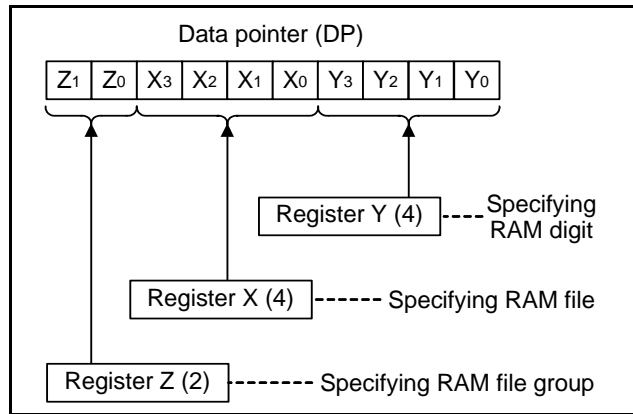 Data pointer (DP)
Z1 Z0 X3 X2 X1 X0 Y3 Y2 Y1 Y0
Register Y (4)
Specifying
RAM digit
Register X (4)
Specifying RAM file
Register Z (2)
Specifying RAM file group